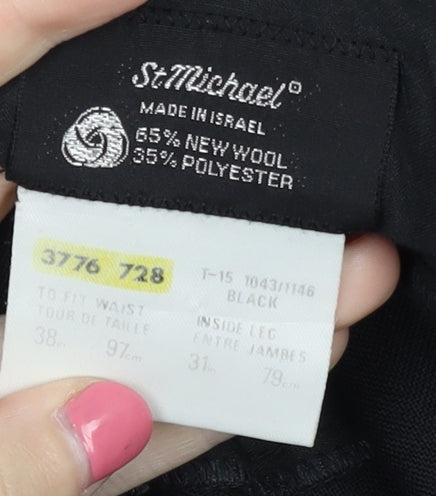 St Michael®
MADE IN ISRAEL
65% NEW WOOL
35% POLYESTER
3776 728
T-15 1043/1146
BLACK
TO FIT WAIST
TOUR DE TAILLE
38in 97cm
INSIDE LEG
ENTRE JAMBES
31in 79cm